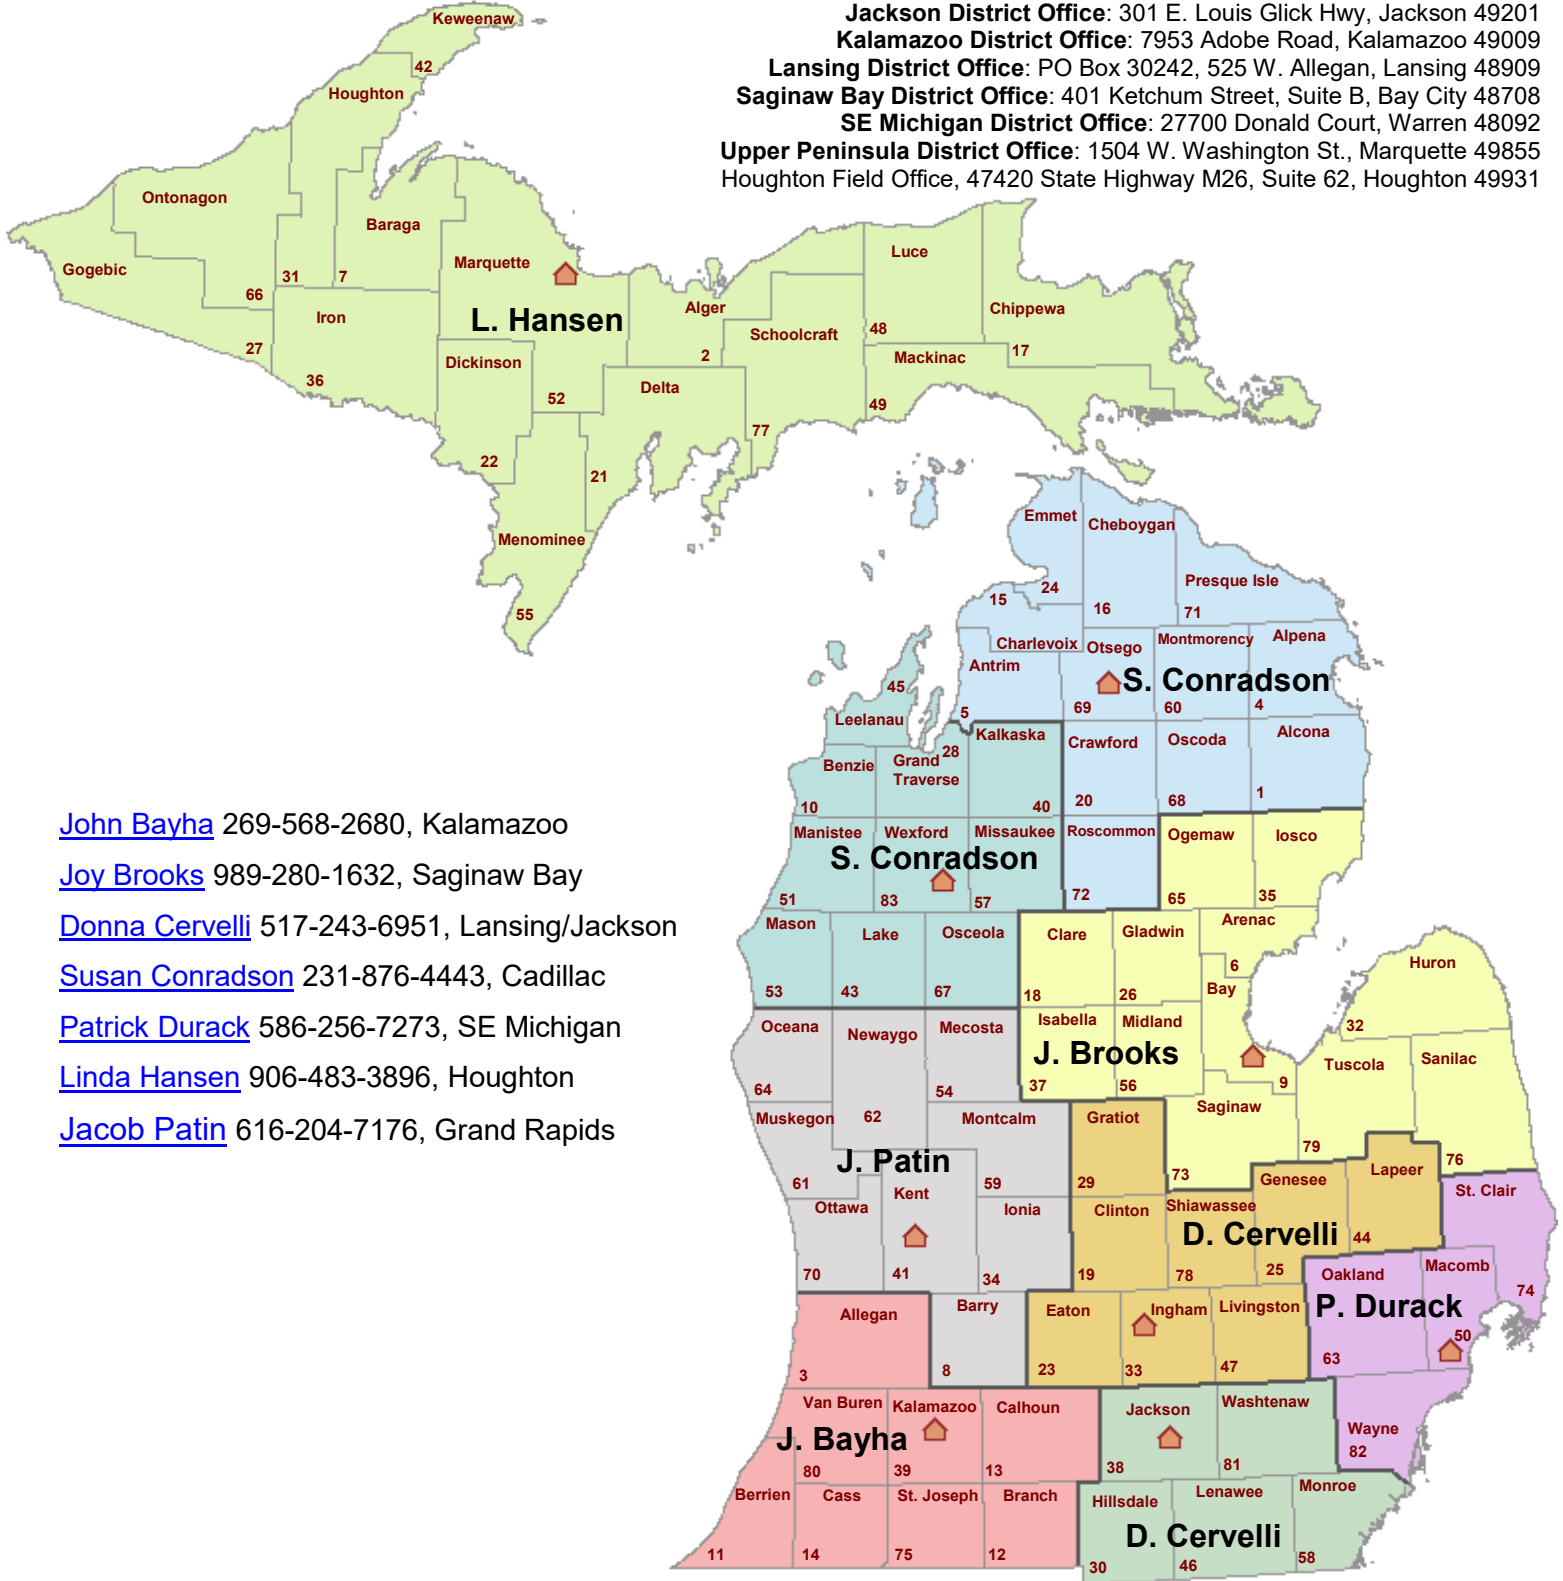 Jackson District Office: 301 E. Louis Glick Hwy, Jackson 49201
Kalamazoo District Office: 7953 Adobe Road, Kalamazoo 49009
Lansing District Office: PO Box 30242, 525 W. Allegan, Lansing 48909
Saginaw Bay District Office: 401 Ketchum Street, Suite B, Bay City 48708
SE Michigan District Office: 27700 Donald Court, Warren 48092
Upper Peninsula District Office: 1504 W. Washington St., Marquette 49855
Houghton Field Office, 47420 State Highway M26, Suite 62, Houghton 49931
Keweenaw
42
Houghton
31
Ontonagon
66
Gogebic
27
Baraga
7
Iron
36
Marquette
52
L. Hansen
Dickinson
22
Menominee
55
Delta
21
Alger
2
Schoolcraft
77
Luce
48
Mackinac
49
Chippewa
17
Emmet
24
Cheboygan
16
Presque Isle
71
15
Charlevoix
Antrim
5
Otsego
69
Montmorency
60
Alpena
4
S. Conradson
Crawford
20
Oscoda
68
Alcona
1
Roscommon
72
45
Leelanau
Benzie
10
Grand
Traverse
28
Kalkaska
40
Manistee
51
Wexford
83
Missaukee
57
S. Conradson
Mason
53
Lake
43
Osceola
67
Ogemaw
65
Iosco
35
Clare
18
Gladwin
26
Arenac
6
Bay
9
Isabella
37
Midland
56
J. Brooks
Saginaw
73
Huron
32
Tuscola
79
Sanilac
76
John Bayha 269-568-2680, Kalamazoo
Joy Brooks 989-280-1632, Saginaw Bay
Donna Cervelli 517-243-6951, Lansing/Jackson
Susan Conradson 231-876-4443, Cadillac
Patrick Durack 586-256-7273, SE Michigan
Linda Hansen 906-483-3896, Houghton
Jacob Patin 616-204-7176, Grand Rapids
Oceana
64
Newaygo
62
Mecosta
54
Muskegon
61
Montcalm
59
J. Patin
Ottawa
70
Kent
41
Ionia
34
Barry
8
Gratiot
29
Clinton
19
Shiawassee
78
Genesee
25
Lapeer
44
D. Cervelli
Eaton
23
Ingham
33
Livingston
47
St. Clair
74
Oakland
63
Macomb
50
P. Durack
Wayne
82
Allegan
3
Van Buren
80
Kalamazoo
39
Calhoun
13
J. Bayha
Berrien
11
Cass
14
St. Joseph
75
Branch
12
Jackson
38
Washtenaw
81
Hillsdale
30
Lenawee
46
Monroe
58
D. Cervelli